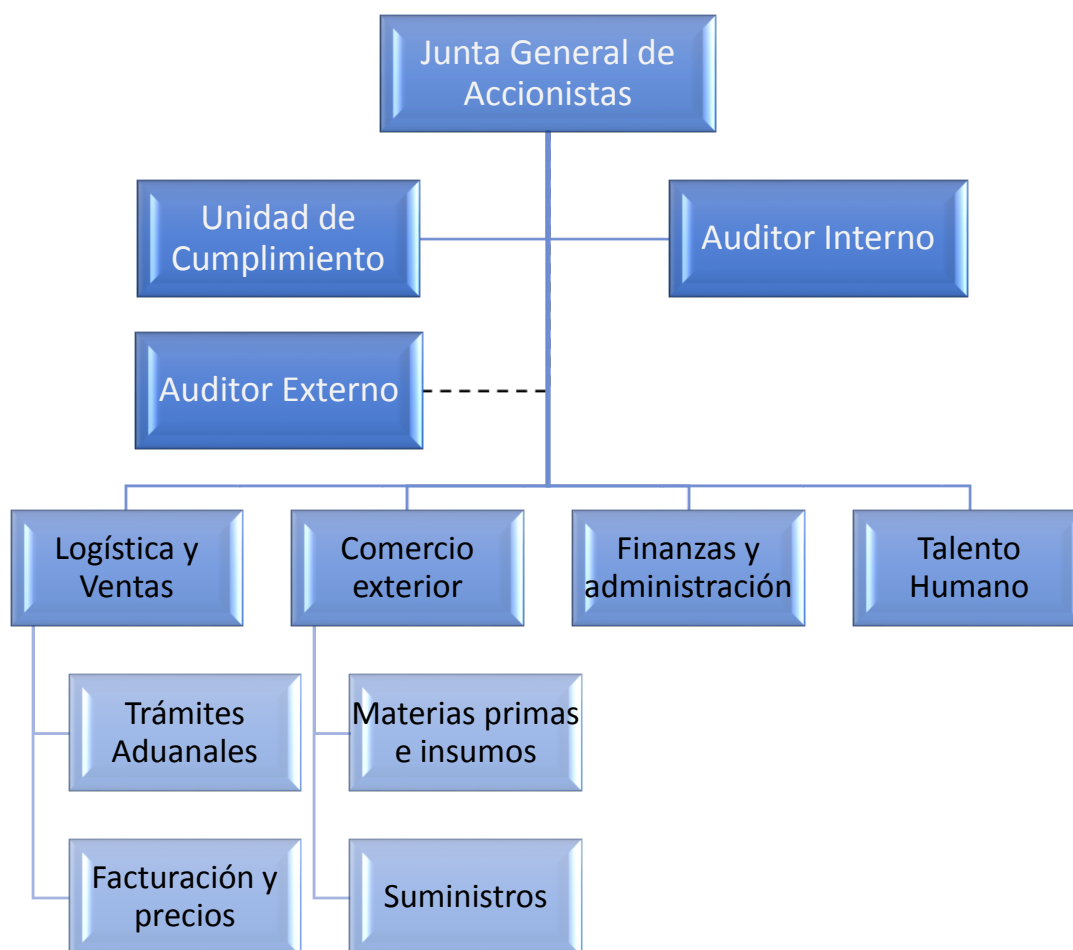 Junta General de
Accionistas
Unidad de
Cumplimiento
Auditor Interno
Auditor Externo
Logística y
Ventas
Comercio
exterior
Finanzas y
administración
Talento
Humano
Trámites
Aduanales
Materias primas
e insumos
Facturación y
precios
Suministros